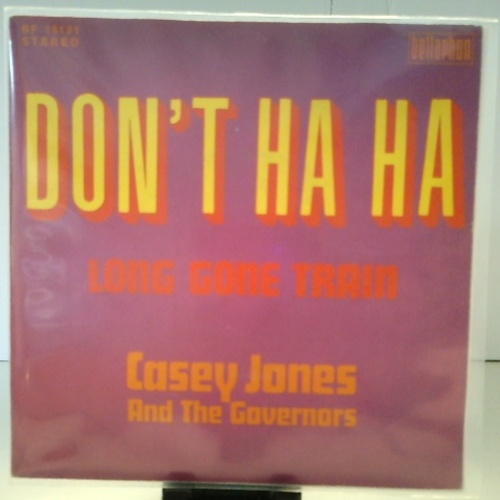 STEREO
bellaphon
DON'T HA HA
LONG GONE TRAIN
Casey Jones
And The Governors